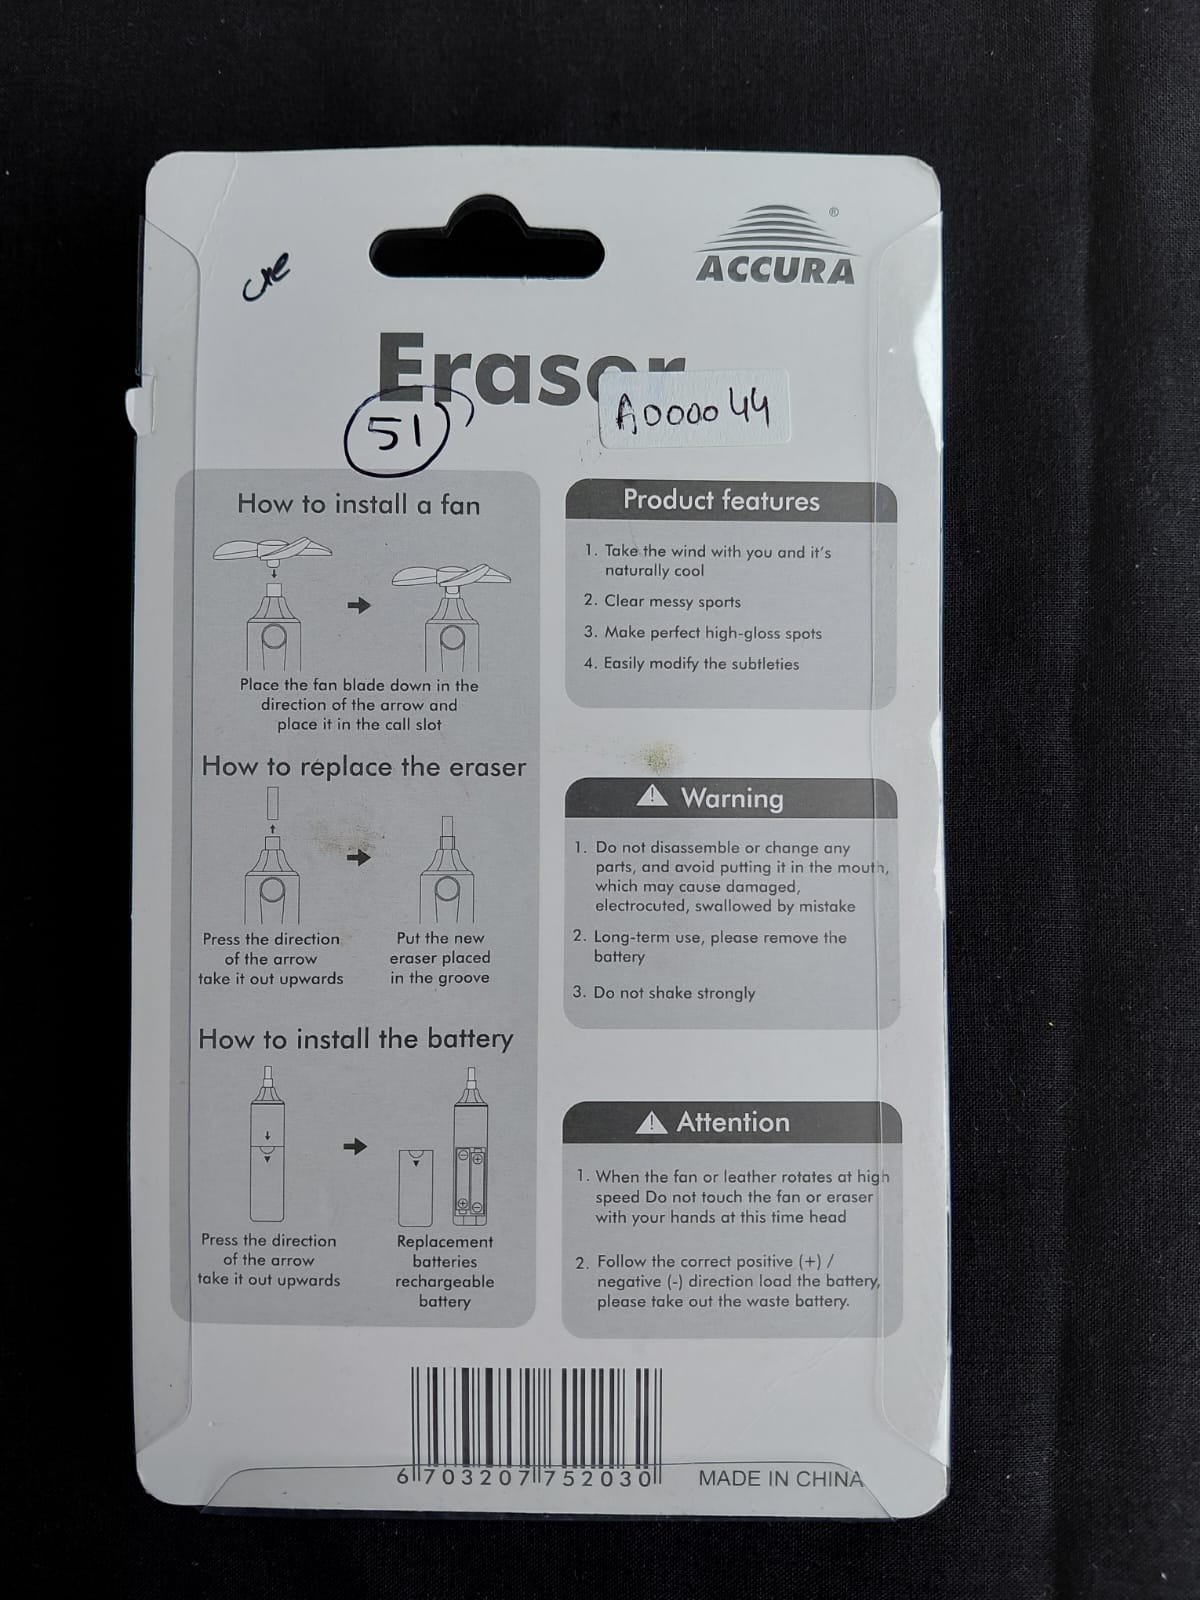 ACCURA
®
Eraser
51
A0000 44
How to install a fan
Place the fan blade down in the
direction of the arrow and
place it in the call slot
How to replace the eraser
Press the direction
of the arrow
take it out upwards
Put the new
eraser placed
in the groove
How to install the battery
Press the direction
of the arrow
take it out upwards
Replacement
batteries
rechargeable
battery
Product features
1. Take the wind with you and it's
naturally cool
2. Clear messy sports
3. Make perfect high-gloss spots
4. Easily modify the subtleties
Warning
1. Do not disassemble or change any
parts, and avoid putting it in the mouth,
which may cause damaged,
electrocuted, swallowed by mistake
2. Long-term use, please remove the
battery
3. Do not shake strongly
Attention
1. When the fan or leather rotates at high
speed Do not touch the fan or eraser
with your hands at this time head
2. Follow the correct positive (+) /
negative (-) direction load the battery,
please take out the waste battery.
6 703207 752030
MADE IN CHINA